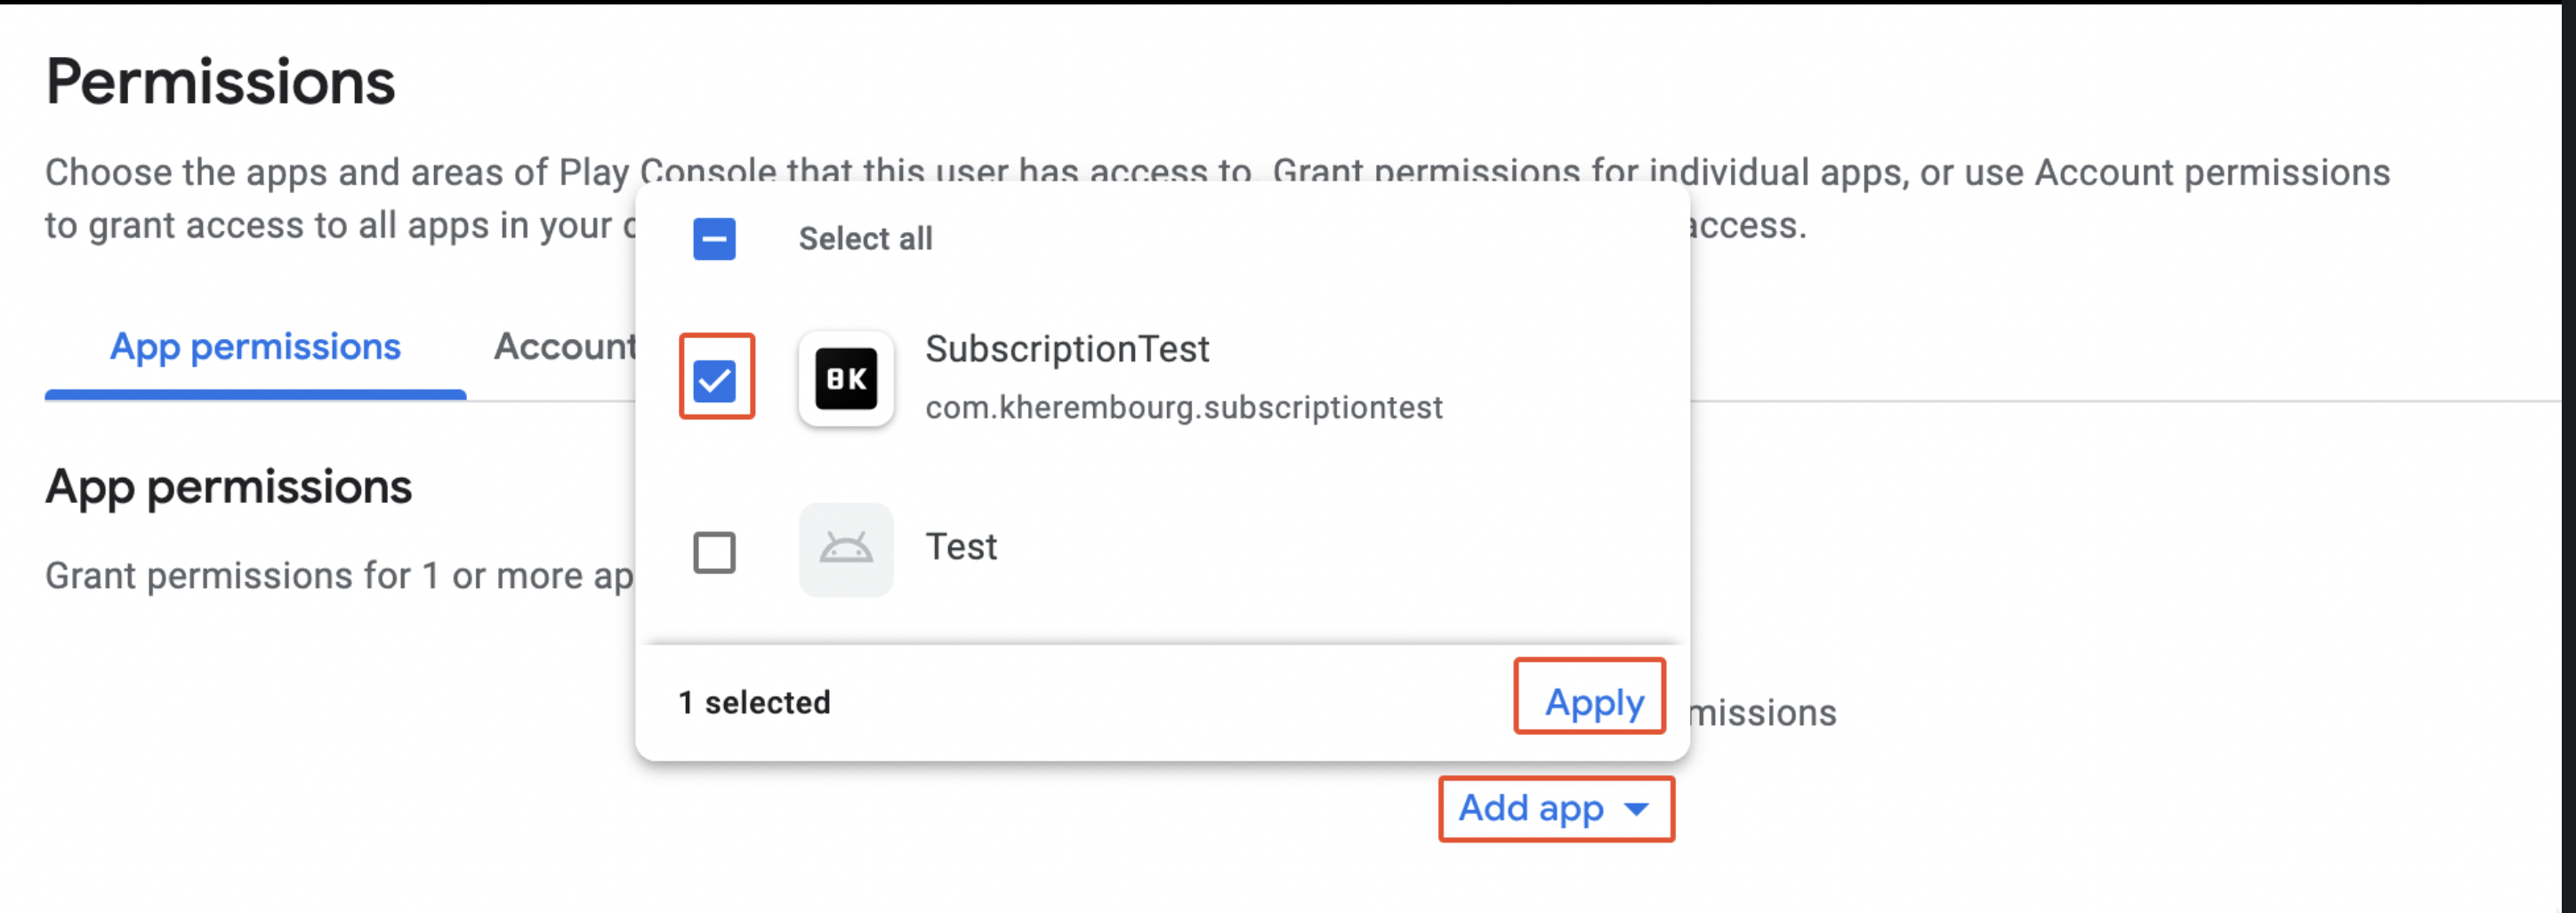 Permissions
Choose the apps and areas of Play Console that this user has access to. Grant permissions for individual apps, or use Account permissions
to grant access to all apps in your
access.
Select all
App permissions
Account
SubscriptionTest
8K
com.kherembourg.subscriptiontest
App permissions
Test
Grant permissions for 1 or more ap
1 selected
Apply
missions
Add app